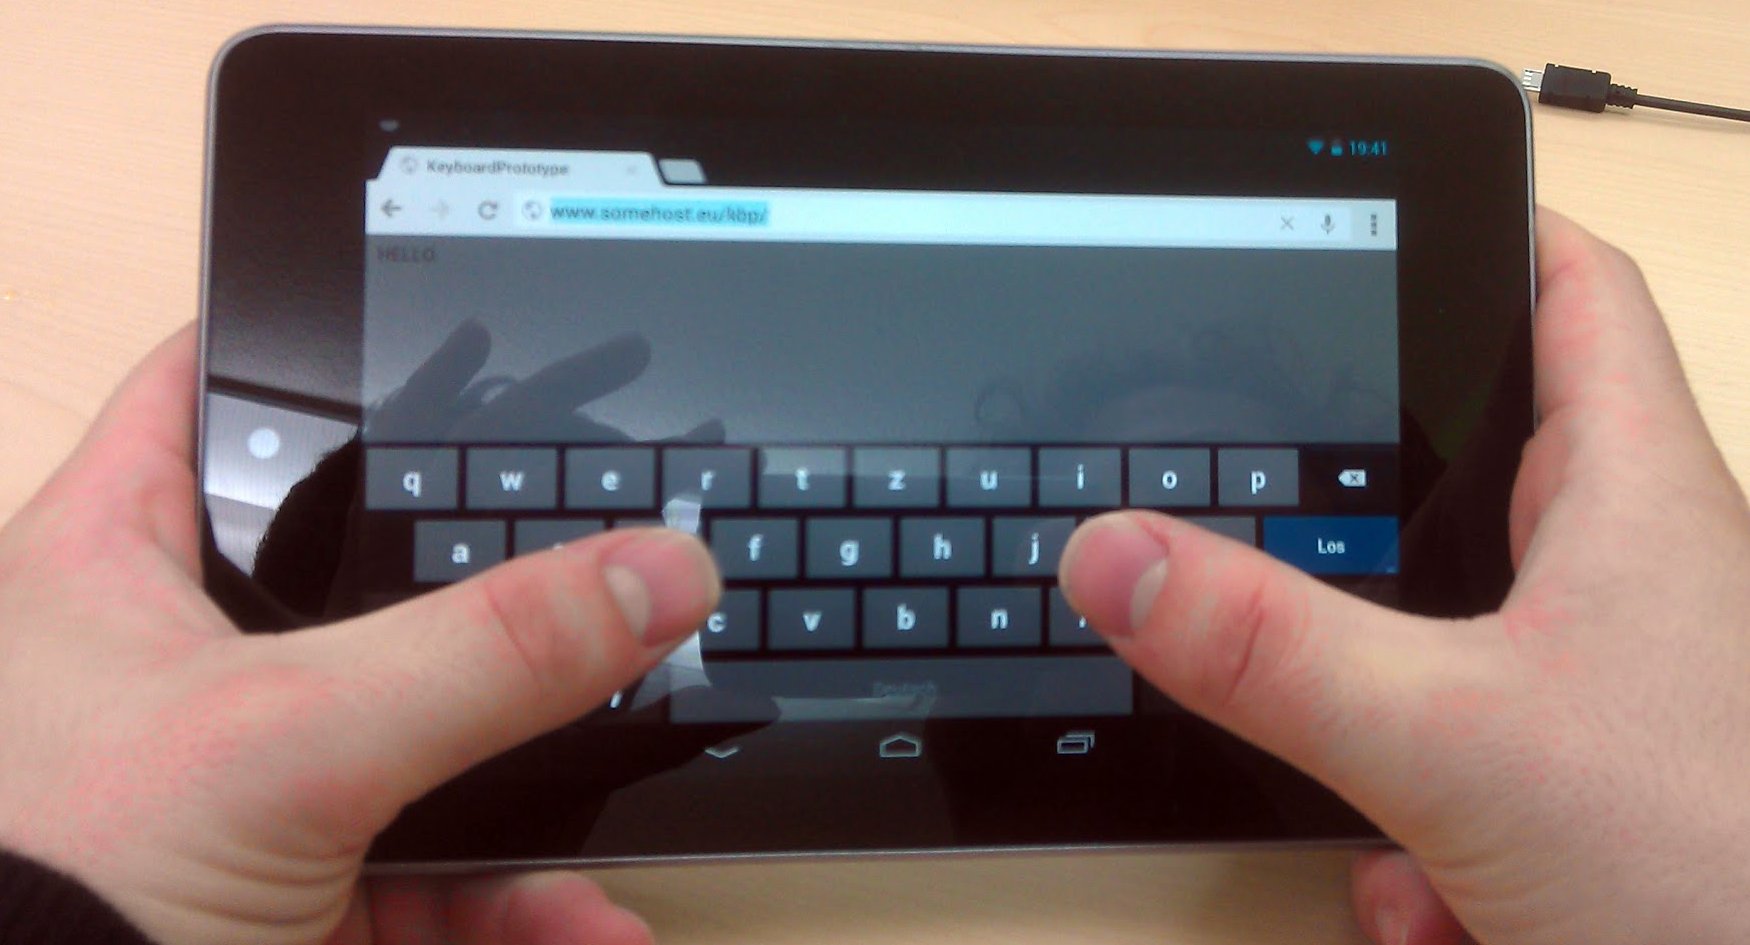 19:41
KeyboardPrototype
www.somehost.eu/kbp/
HELLO
q w e r t z u i o p
a f g h j Los
c v b n
Deutsch